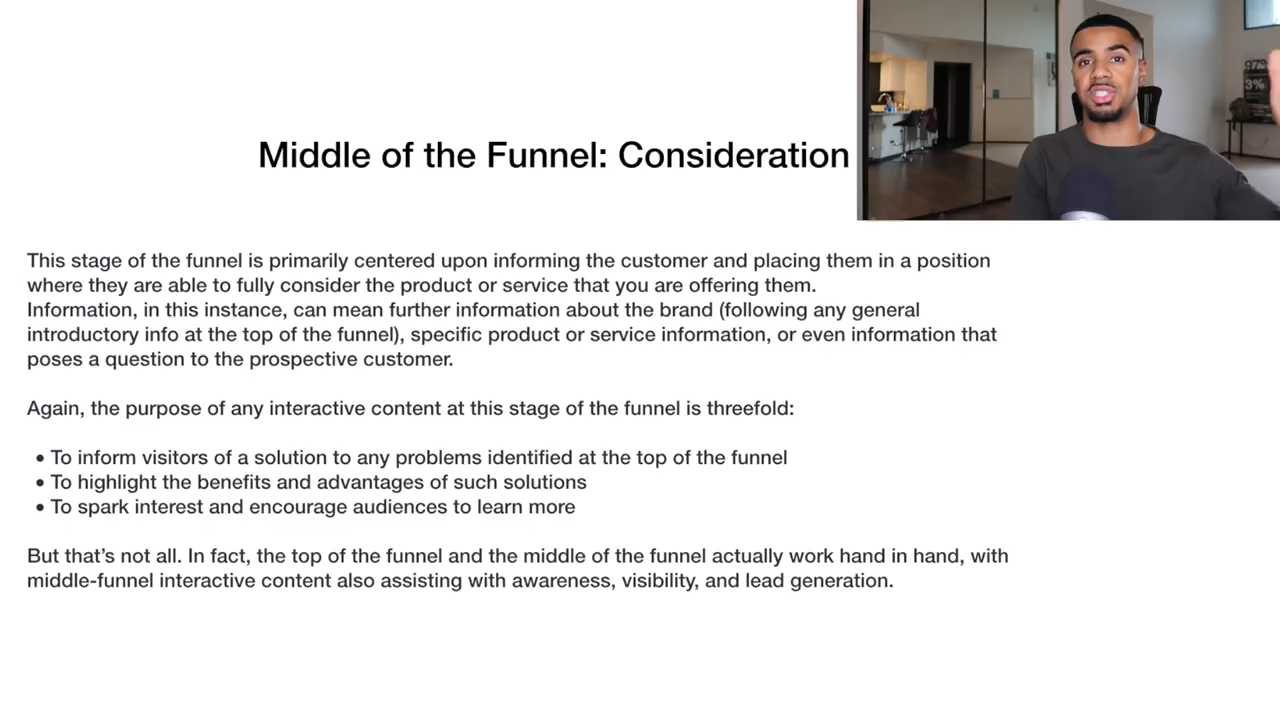 Middle of the Funnel: Consideration
This stage of the funnel is primarily centered upon informing the customer and placing them in a position
where they are able to fully consider the product or service that you are offering them.
Information, in this instance, can mean further information about the brand (following any general
introductory info at the top of the funnel), specific product or service information, or even information that
poses a question to the prospective customer.
Again, the purpose of any interactive content at this stage of the funnel is threefold:
• To inform visitors of a solution to any problems identified at the top of the funnel
• To highlight the benefits and advantages of such solutions
• To spark interest and encourage audiences to learn more
But that's not all. In fact, the top of the funnel and the middle of the funnel actually work hand in hand, with
middle-funnel interactive content also assisting with awareness, visibility, and lead generation.
97%
3%